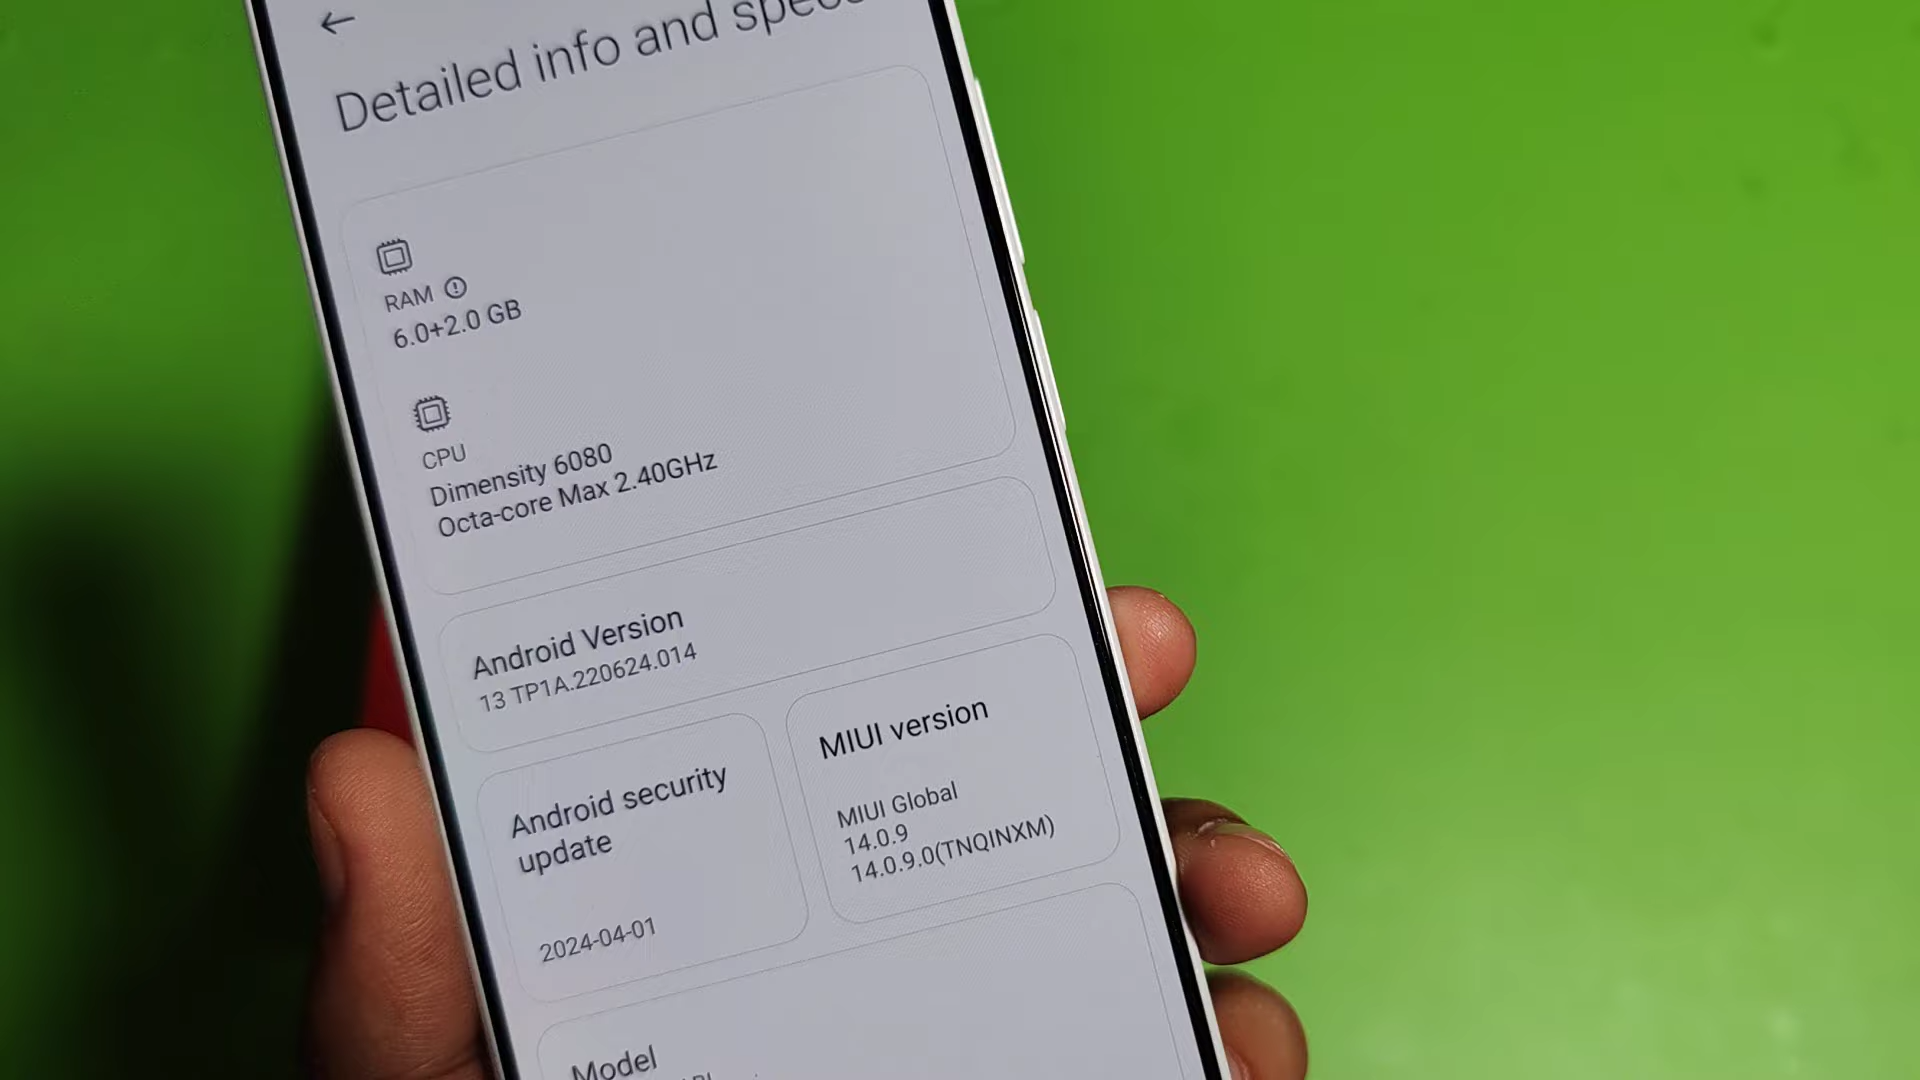 Detailed info and specs
RAM
6.0+2.0 GB
CPU
Dimensity 6080
Octa-core Max 2.40GHz
Android Version
13 TP1A.220624.014
Android security
update
2024-04-01
MIUI version
MIUI Global
14.0.9
14.0.9.0(TNQINXM)
Model